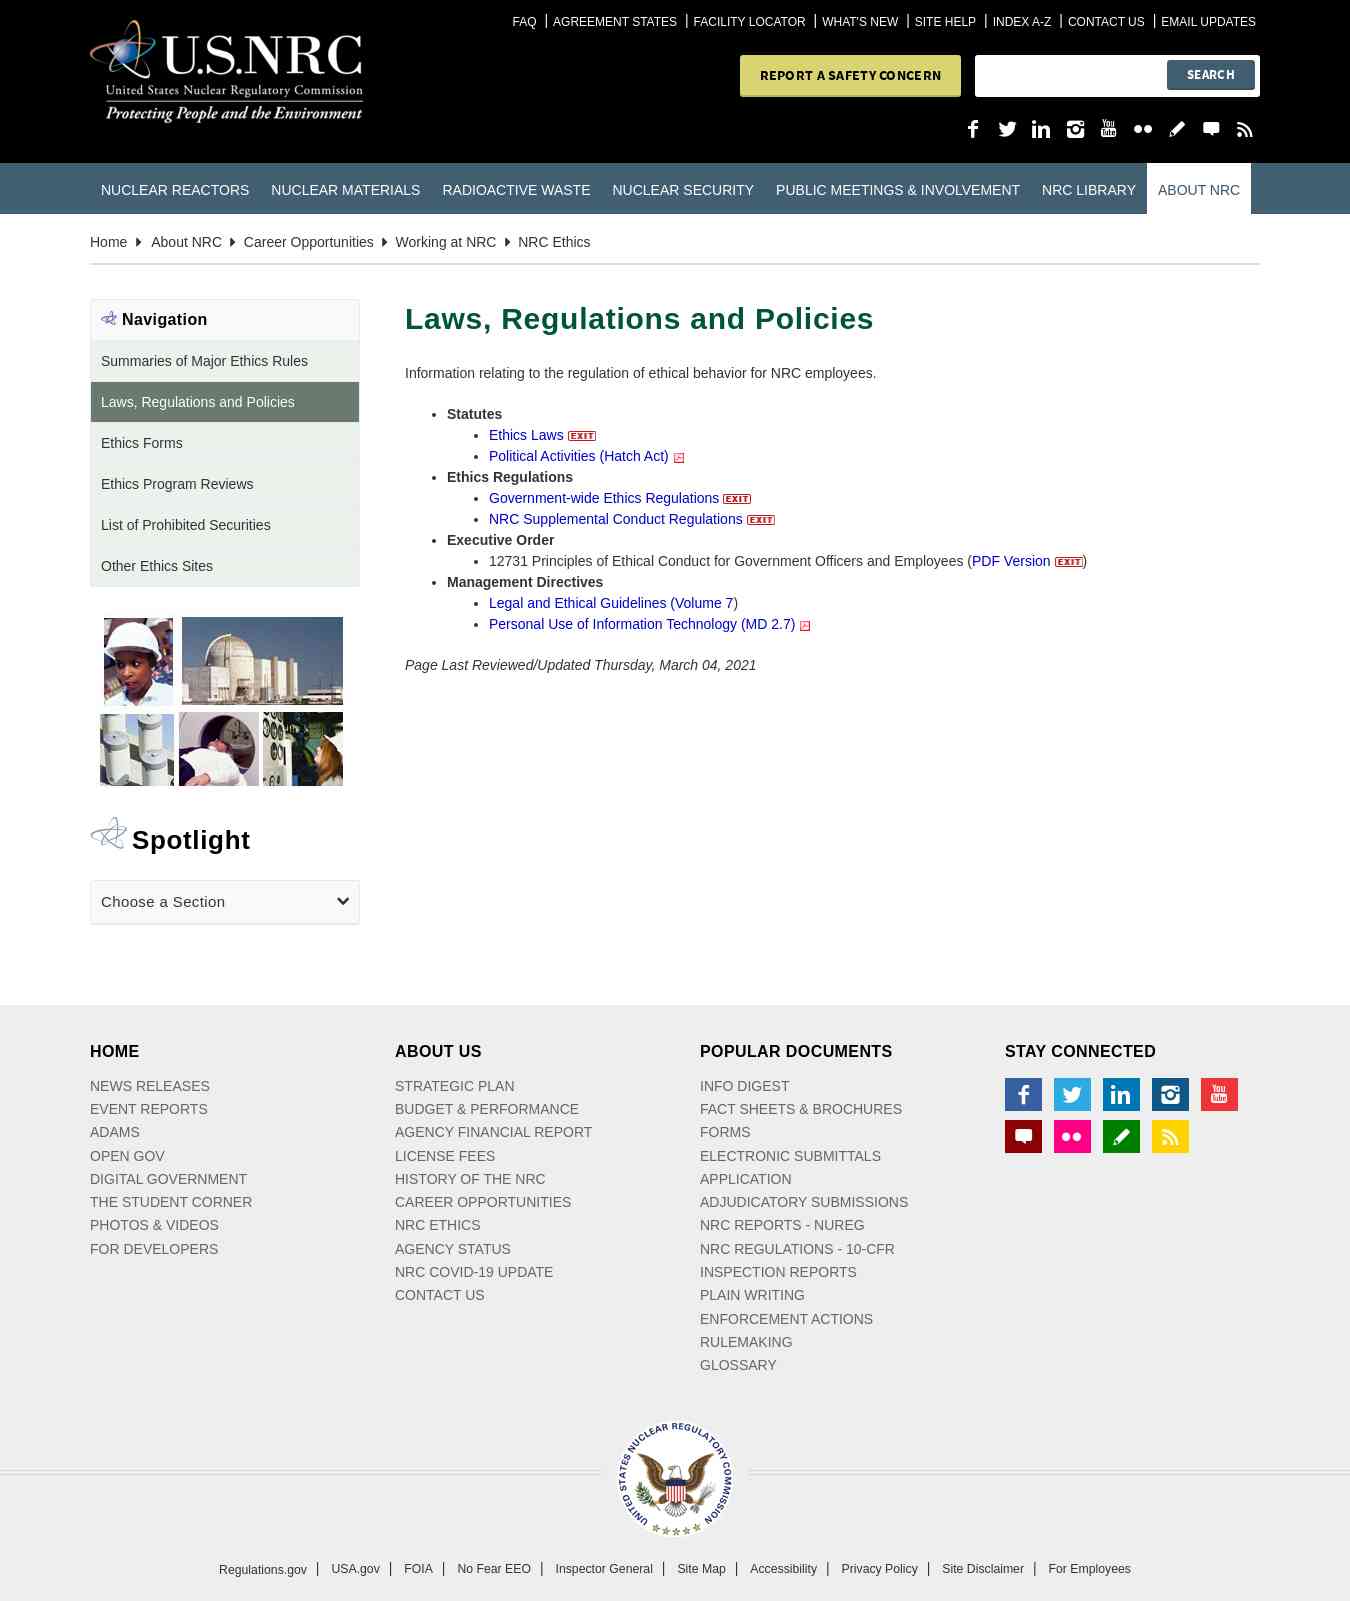 FAQ | AGREEMENT STATES | FACILITY LOCATOR | WHAT'S NEW | SITE HELP | INDEX A-Z | CONTACT US | EMAIL UPDATES
U.S.NRC
United States Nuclear Regulatory Commission
Protecting People and the Environment
REPORT A SAFETY CONCERN
SEARCH
You Tube
NUCLEAR REACTORS NUCLEAR MATERIALS RADIOACTIVE WASTE NUCLEAR SECURITY PUBLIC MEETINGS & INVOLVEMENT NRC LIBRARY ABOUT NRC
Home About NRC Career Opportunities Working at NRC NRC Ethics
Navigation
Summaries of Major Ethics Rules
Laws, Regulations and Policies
Ethics Forms
Ethics Program Reviews
List of Prohibited Securities
Other Ethics Sites
Spotlight
Choose a Section
Laws, Regulations and Policies
Information relating to the regulation of ethical behavior for NRC employees.
• Statutes
• Ethics Laws EXIT
• Political Activities (Hatch Act)
• Ethics Regulations
• Government-wide Ethics Regulations EXIT
• NRC Supplemental Conduct Regulations EXIT
• Executive Order
• 12731 Principles of Ethical Conduct for Government Officers and Employees (PDF Version EXIT)
• Management Directives
• Legal and Ethical Guidelines (Volume 7)
• Personal Use of Information Technology (MD 2.7)
Page Last Reviewed/Updated Thursday, March 04, 2021
HOME
NEWS RELEASES
EVENT REPORTS
ADAMS
OPEN GOV
DIGITAL GOVERNMENT
THE STUDENT CORNER
PHOTOS & VIDEOS
FOR DEVELOPERS
ABOUT US
STRATEGIC PLAN
BUDGET & PERFORMANCE
AGENCY FINANCIAL REPORT
LICENSE FEES
HISTORY OF THE NRC
CAREER OPPORTUNITIES
NRC ETHICS
AGENCY STATUS
NRC COVID-19 UPDATE
CONTACT US
POPULAR DOCUMENTS
INFO DIGEST
FACT SHEETS & BROCHURES
FORMS
ELECTRONIC SUBMITTALS
APPLICATION
ADJUDICATORY SUBMISSIONS
NRC REPORTS - NUREG
NRC REGULATIONS - 10-CFR
INSPECTION REPORTS
PLAIN WRITING
ENFORCEMENT ACTIONS
RULEMAKING
GLOSSARY
STAY CONNECTED
You Tube
UNITED STATES NUCLEAR REGULATORY COMMISSION
Regulations.gov | USA.gov | FOIA | No Fear EEO | Inspector General | Site Map | Accessibility | Privacy Policy | Site Disclaimer | For Employees